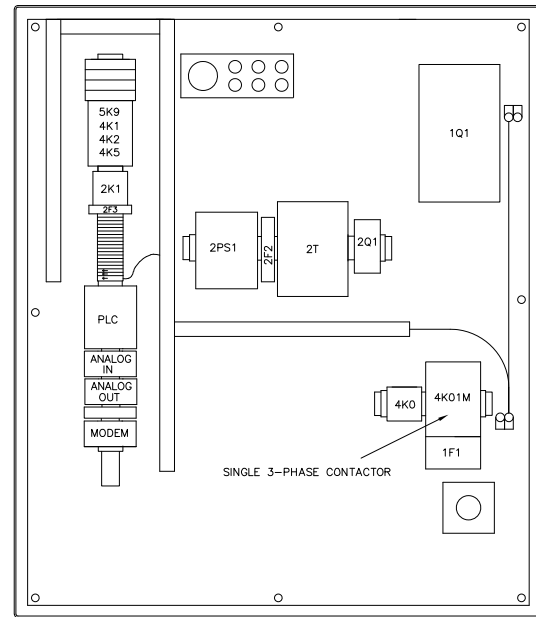 5K9
4K1
4K2
4K5
2K1
2F3
PLC
ANALOG
IN
ANALOG
OUT
MODEM
1Q1
2PS1
2F2
2T
2Q1
4K0
4K01M
1F1
SINGLE 3-PHASE CONTACTOR